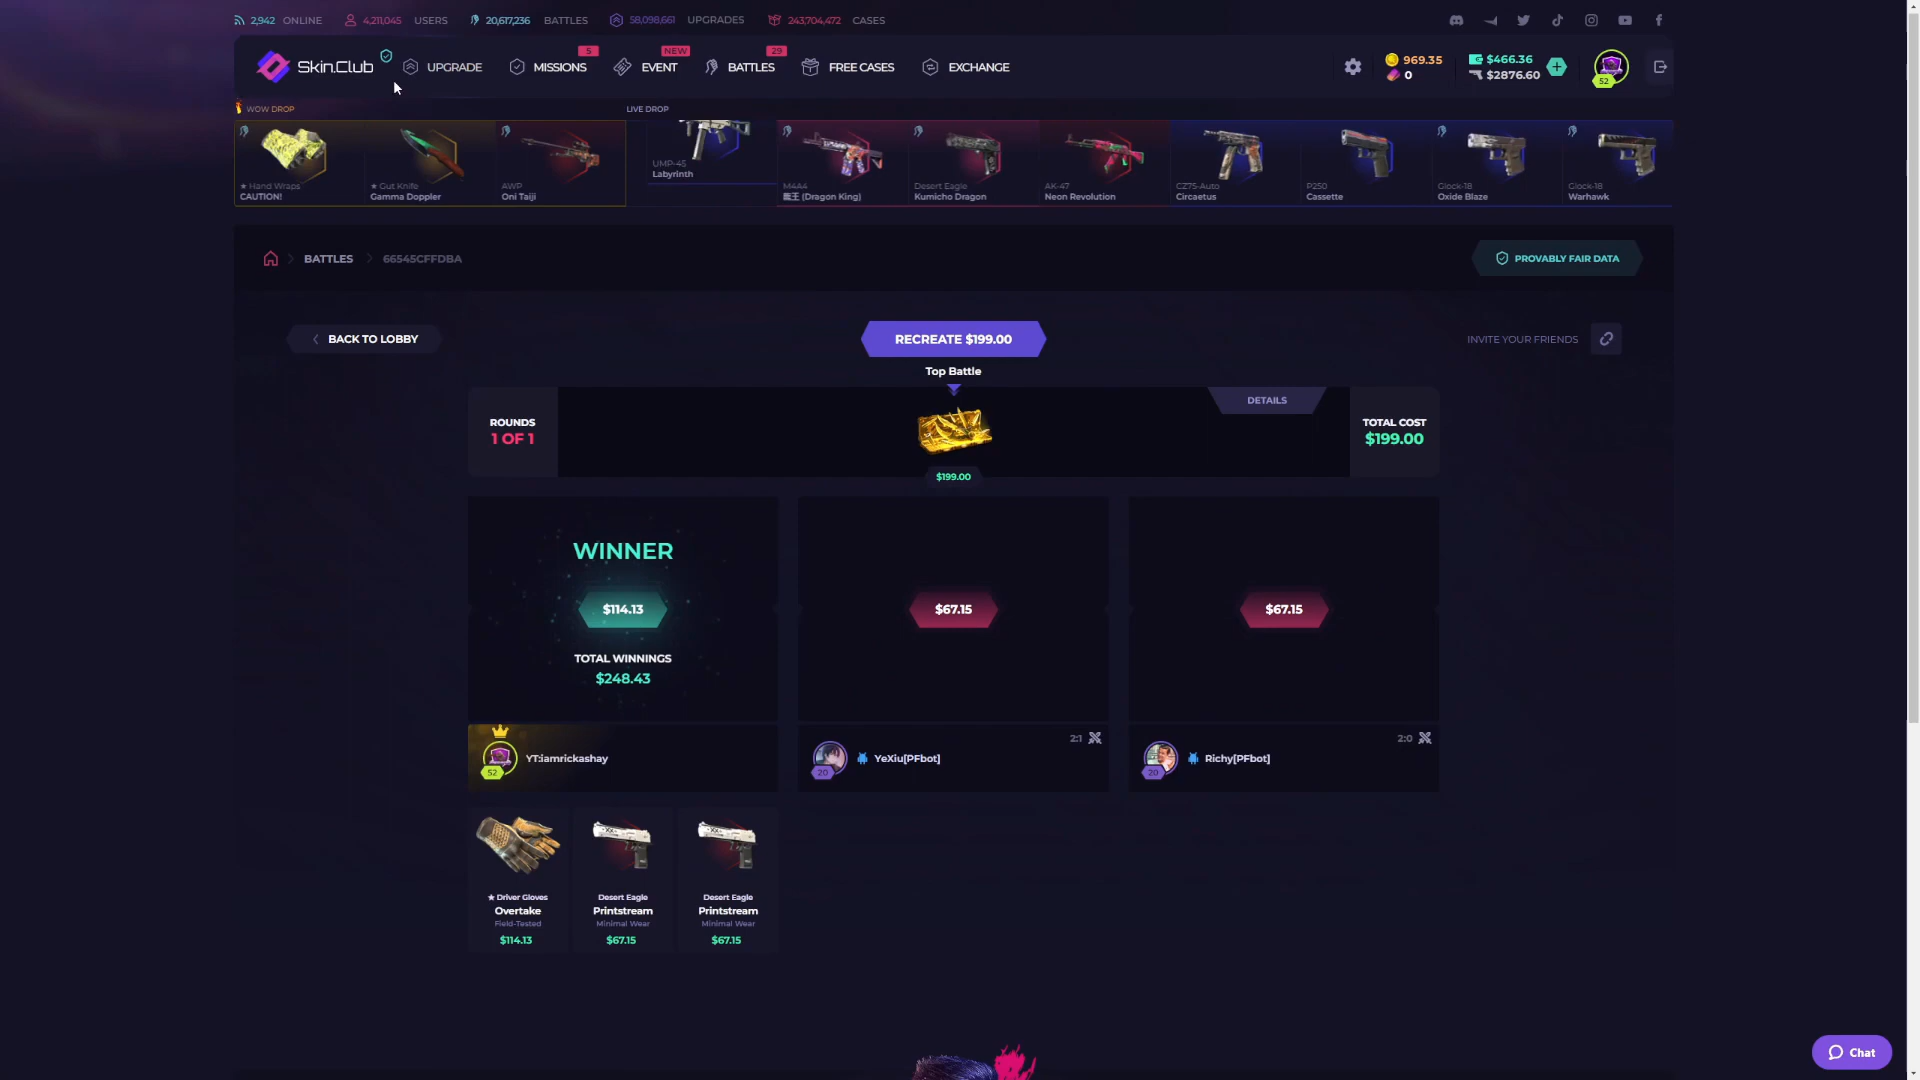 2,942 ONLINE 4,211,045 USERS 20,617,236 BATTLES 58,098,661 UPGRADES 243,704,472 CASES
Skin.Club UPGRADE 5 MISSIONS NEW EVENT 29 BATTLES FREE CASES EXCHANGE 969.35 0 $466.36 $2876.60 52
WOW DROP LIVE DROP
★ Hand Wraps
CAUTION!
★ Gut Knife
Gamma Doppler
AWP
Oni Taiji
UMP-45
Labyrinth
M4A4
龍王 (Dragon King)
Desert Eagle
Kumicho Dragon
AK-47
Neon Revolution
CZ75-Auto
Circaetus
P250
Cassette
Glock-18
Oxide Blaze
Glock-18
Warhawk
BATTLES 66545CFFDBA PROVABLY FAIR DATA
BACK TO LOBBY RECREATE $199.00 INVITE YOUR FRIENDS
Top Battle
DETAILS
ROUNDS
1 OF 1
TOTAL COST
$199.00
$199.00
WINNER
$114.13
TOTAL WINNINGS
$248.43
$67.15
$67.15
52 YT:iamrickashay
2:1
20 YeXiu[PFbot]
2:0
20 Richy[PFbot]
★ Driver Gloves
Overtake
Field-Tested
$114.13
Desert Eagle
Printstream
Minimal Wear
$67.15
Desert Eagle
Printstream
Minimal Wear
$67.15
Chat